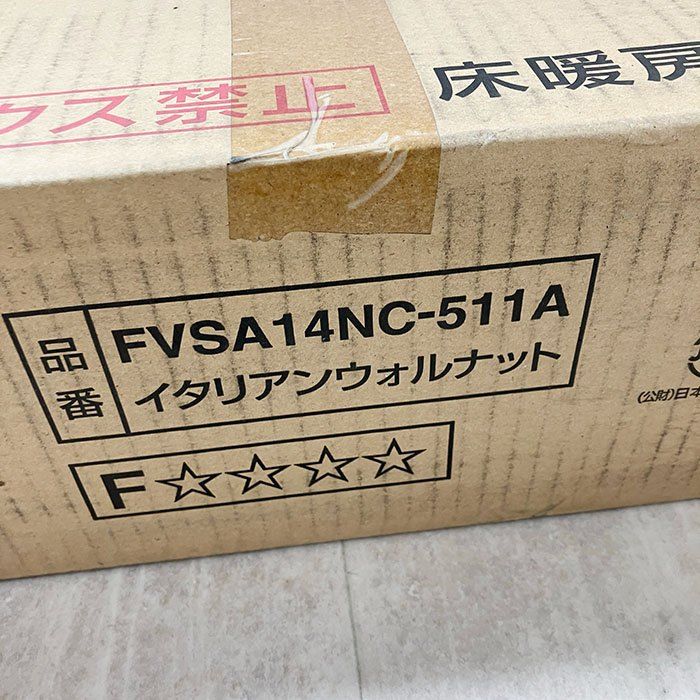 クス禁止
床暖房
品番
FVSA14NC-511A
イタリアンウォルナット
F☆☆☆☆
(公財)日本